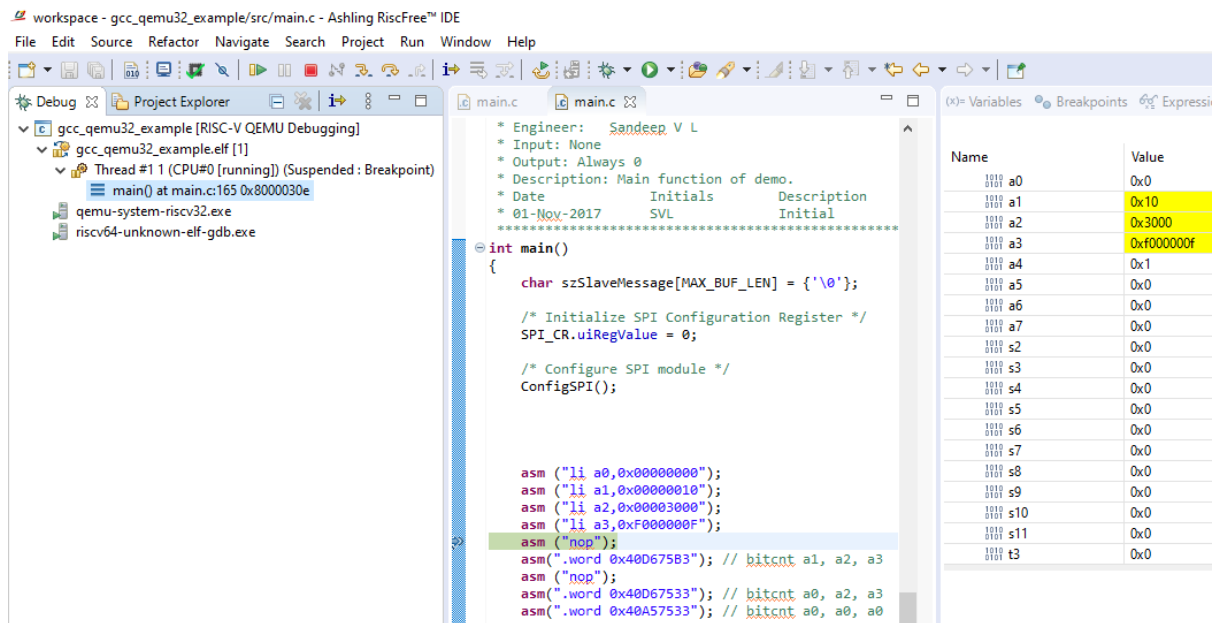 workspace - gcc_qemu32_example/src/main.c - Ashling RiscFree™ IDE
File Edit Source Refactor Navigate Search Project Run Window Help
Debug Project Explorer
gcc_qemu32_example [RISC-V QEMU Debugging]
gcc_qemu32_example.elf [1]
Thread #1 1 (CPU#0 [running]) (Suspended : Breakpoint)
main() at main.c:165 0x8000030e
qemu-system-riscv32.exe
riscv64-unknown-elf-gdb.exe
main.c main.c
* Engineer: Sandeep V L
* Input: None
* Output: Always 0
* Description: Main function of demo.
* Date Initials Description
* 01-Nov-2017 SVL Initial
***************************************************
int main()
{
char szSlaveMessage[MAX_BUF_LEN] = {'\0'};
/* Initialize SPI Configuration Register */
SPI_CR.uiRegValue = 0;
/* Configure SPI module */
ConfigSPI();
asm ("li a0,0x00000000");
asm ("li a1,0x00000010");
asm ("li a2,0x00003000");
asm ("li a3,0xF000000F");
asm ("nop");
asm(".word 0x40D675B3"); // bitcnt a1, a2, a3
asm ("nop");
asm(".word 0x40D67533"); // bitcnt a0, a2, a3
asm(".word 0x40A57533"); // bitcnt a0, a0, a0
(x)= Variables Breakpoints Expressi
Name Value
a0 0x0
a1 0x10
a2 0x3000
a3 0xf000000f
a4 0x1
a5 0x0
a6 0x0
a7 0x0
s2 0x0
s3 0x0
s4 0x0
s5 0x0
s6 0x0
s7 0x0
s8 0x0
s9 0x0
s10 0x0
s11 0x0
t3 0x0